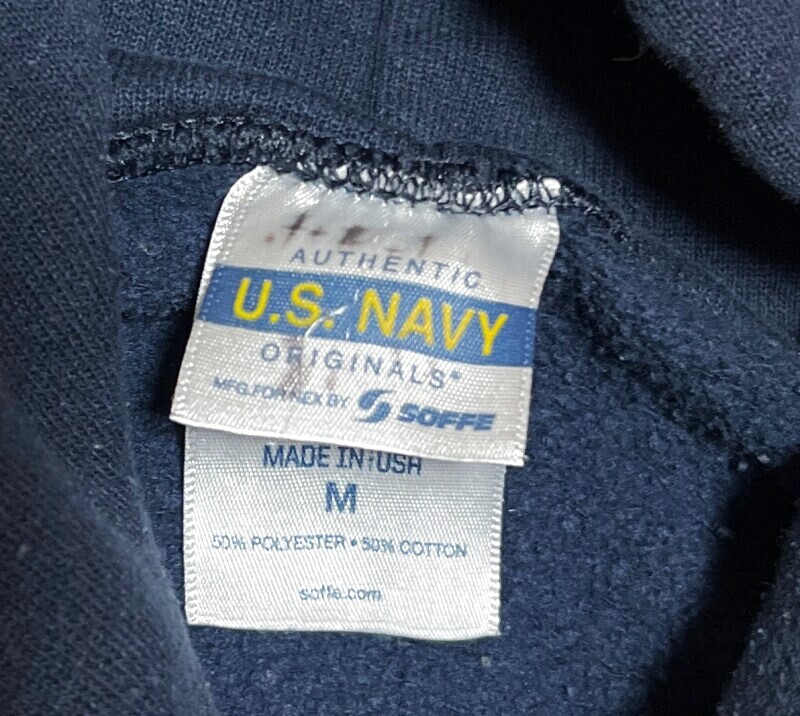 AUTHENTIC
U.S. NAVY
ORIGINALS®
MFG. FOR NEX BY SOFFE
MADE IN USA
M
50% POLYESTER • 50% COTTON
soffe.com